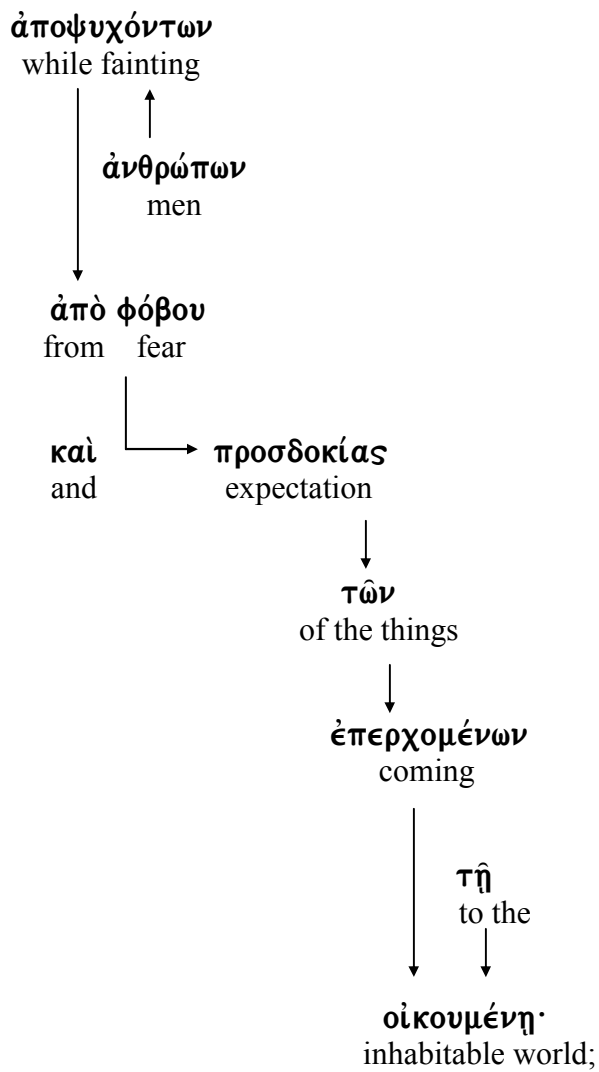 ἀποψυχόντων
while fainting
ἀνθρώπων
men
ἀπὸ φόβου
from fear
καὶ προσδοκίας
and expectation
τῶν
of the things
ἐπερχομένων
coming
τῇ
to the
οἰκουμένῃ·
inhabitable world;